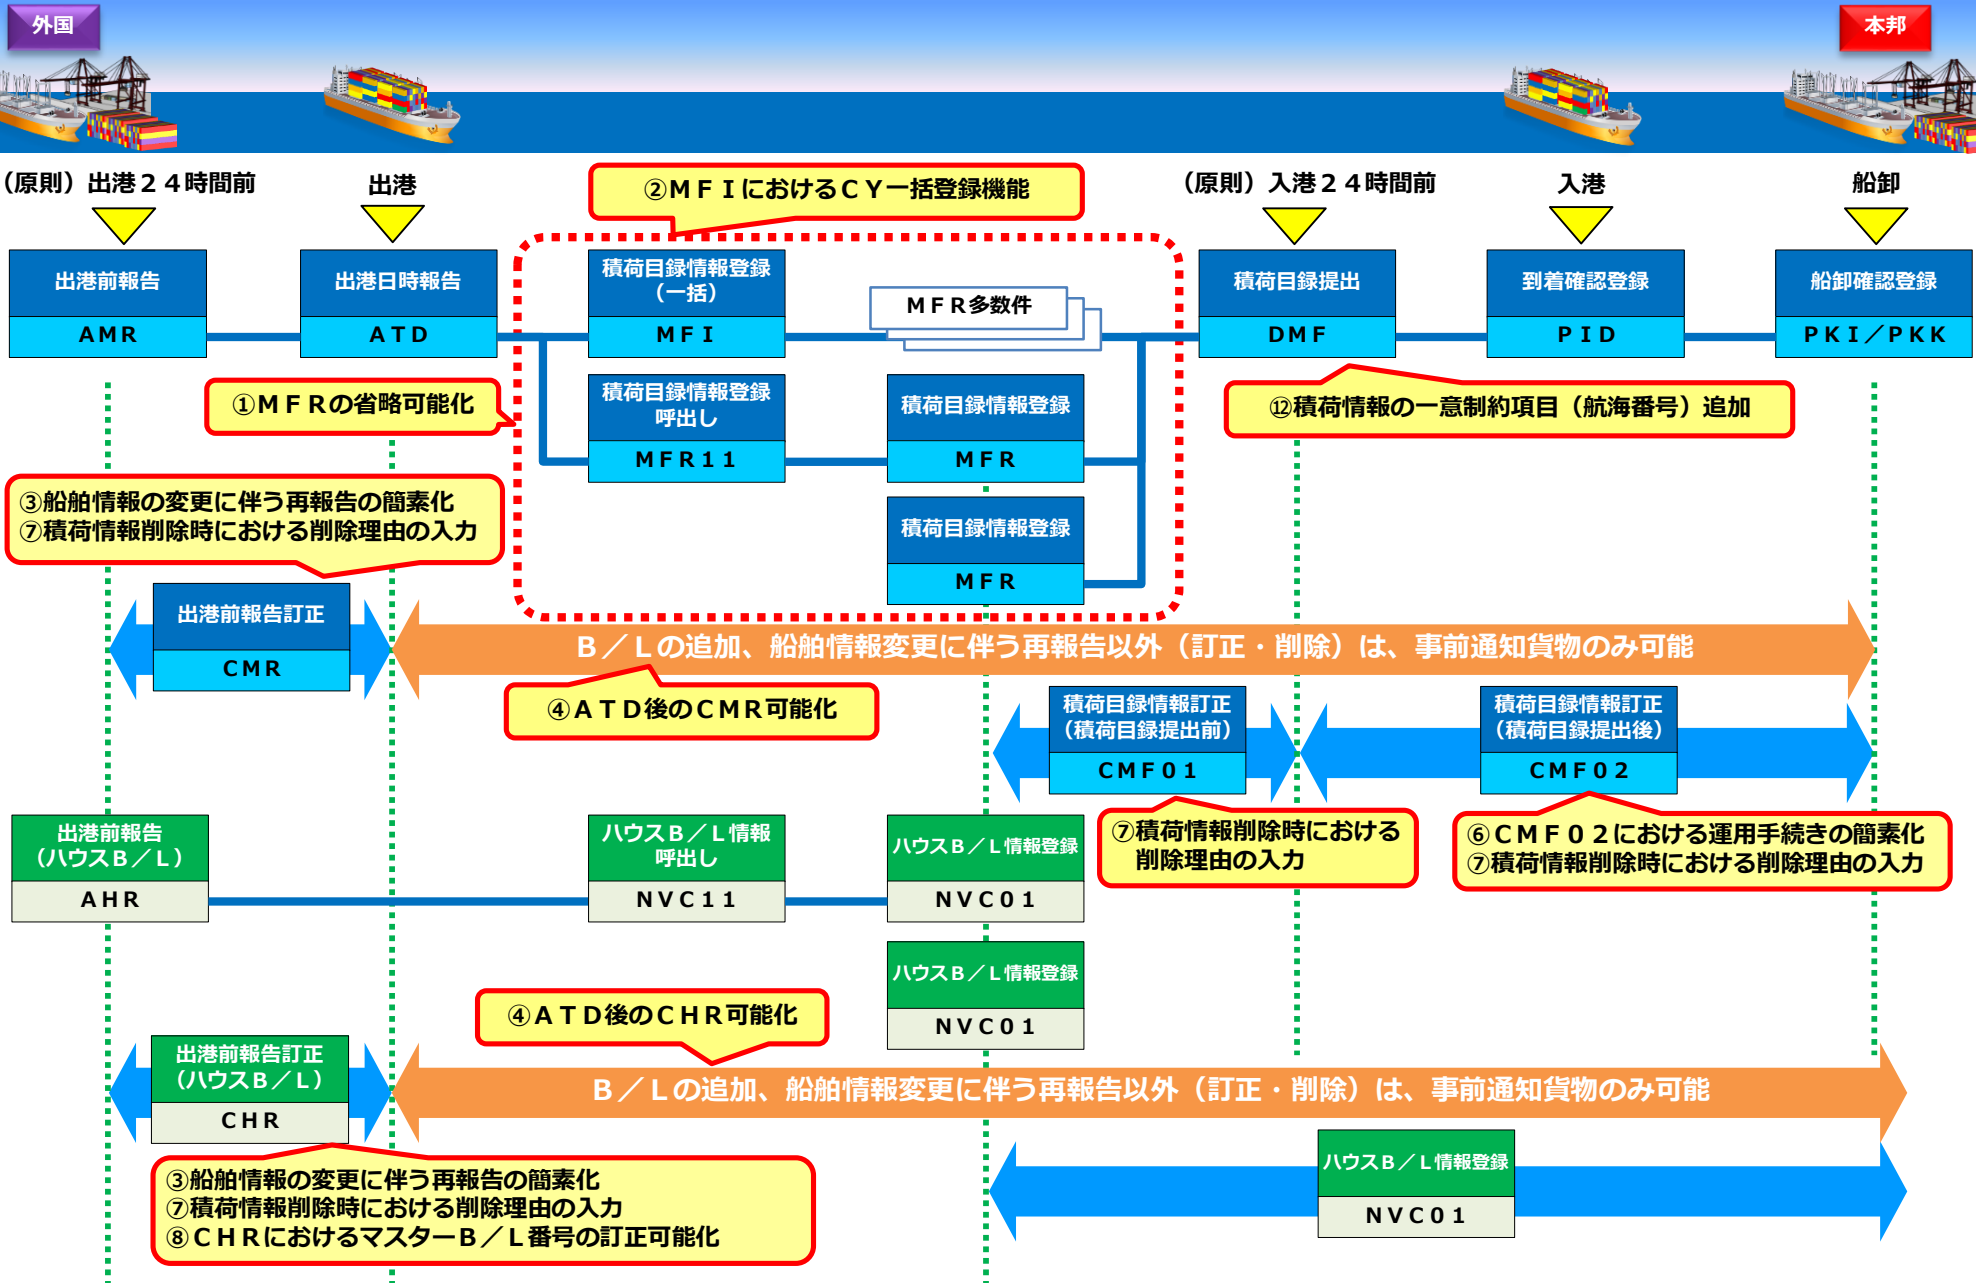 外国
本邦
（原則）出港２４時間前
出港
②ＭＦＩにおけるＣＹ一括登録機能
（原則）入港２４時間前
入港
船卸
出港前報告
ＡＭＲ
出港日時報告
ＡＴＤ
積荷目録情報登録
（一括）
ＭＦＩ
ＭＦＲ多数件
積荷目録提出
ＤＭＦ
到着確認登録
ＰＩＤ
船卸確認登録
ＰＫＩ／ＰＫＫ
①ＭＦＲの省略可能化
積荷目録情報登録
呼出し
ＭＦＲ１１
積荷目録情報登録
ＭＦＲ
⑫積荷情報の一意制約項目（航海番号）追加
③船舶情報の変更に伴う再報告の簡素化
⑦積荷情報削除時における削除理由の入力
積荷目録情報登録
ＭＦＲ
出港前報告訂正
ＣＭＲ
Ｂ／Ｌの追加、船舶情報変更に伴う再報告以外（訂正・削除）は、事前通知貨物のみ可能
④ＡＴＤ後のＣＭＲ可能化
積荷目録情報訂正
（積荷目録提出前）
ＣＭＦ０１
積荷目録情報訂正
（積荷目録提出後）
ＣＭＦ０２
⑦積荷情報削除時における
削除理由の入力
⑥ＣＭＦ０２における運用手続きの簡素化
⑦積荷情報削除時における削除理由の入力
出港前報告
（ハウスＢ／Ｌ）
ＡＨＲ
ハウスＢ／Ｌ情報
呼出し
ＮＶＣ１１
ハウスＢ／Ｌ情報登録
ＮＶＣ０１
ハウスＢ／Ｌ情報登録
ＮＶＣ０１
④ＡＴＤ後のＣＨＲ可能化
出港前報告訂正
（ハウスＢ／Ｌ）
ＣＨＲ
Ｂ／Ｌの追加、船舶情報変更に伴う再報告以外（訂正・削除）は、事前通知貨物のみ可能
③船舶情報の変更に伴う再報告の簡素化
⑦積荷情報削除時における削除理由の入力
⑧ＣＨＲにおけるマスターＢ／Ｌ番号の訂正可能化
ハウスＢ／Ｌ情報登録
ＮＶＣ０１